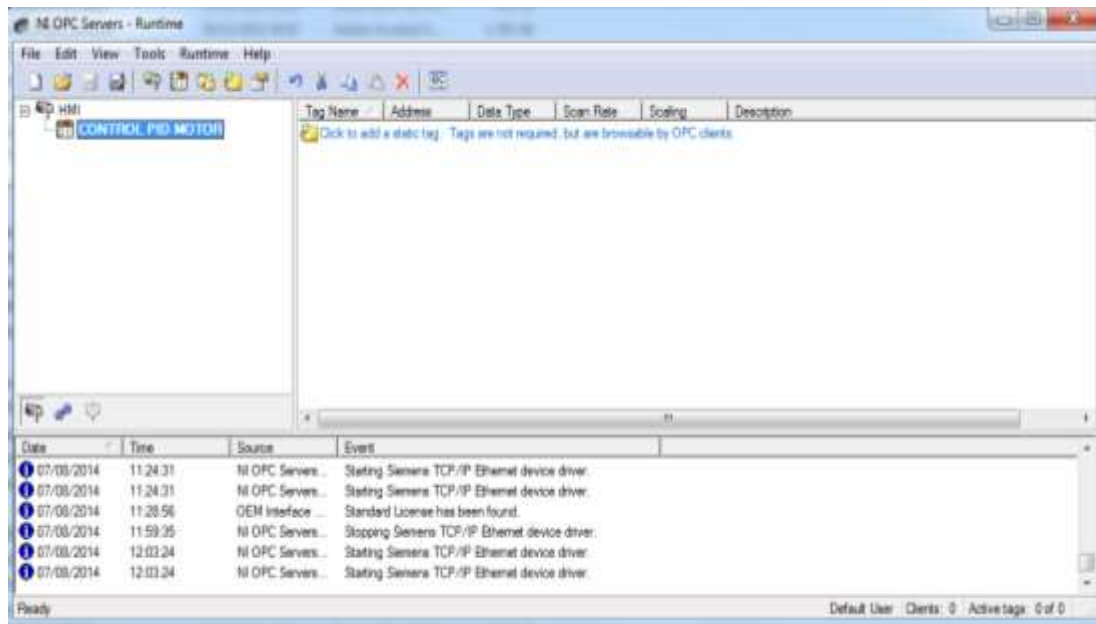 NI OPC Servers - Runtime
File Edit View Tools Runtime Help
HMI
CONTROL PID MOTOR
Tag Name Address Data Type Scan Rate Scaling Description
Click to add a static tag. Tags are not required, but are browsable by OPC clients.
Date Time Source Event
07/08/2014 11:24:31 NI OPC Servers... Starting Siemens TCP/IP Ethernet device driver.
07/08/2014 11:24:31 NI OPC Servers... Starting Siemens TCP/IP Ethernet device driver.
07/08/2014 11:28:56 OEM Interface ... Standard License has been found.
07/08/2014 11:59:35 NI OPC Servers... Stopping Siemens TCP/IP Ethernet device driver.
07/08/2014 12:03:24 NI OPC Servers... Starting Siemens TCP/IP Ethernet device driver.
07/08/2014 12:03:24 NI OPC Servers... Starting Siemens TCP/IP Ethernet device driver.
Ready Default User Clients: 0 Active tags: 0 of 0